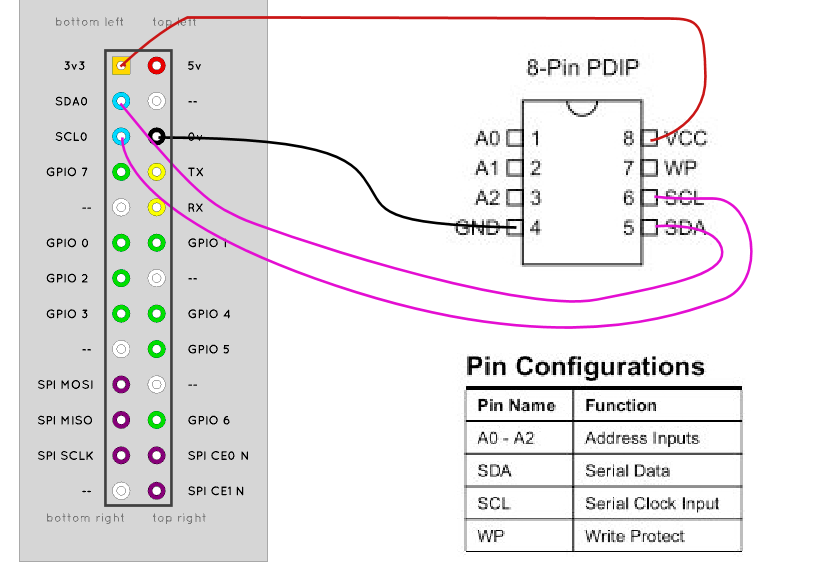 bottom left top left
3v3 5v
SDA0 --
SCL0 0v
GPIO 7 TX
-- RX
GPIO 0 GPIO 1
GPIO 2 --
GPIO 3 GPIO 4
-- GPIO 5
SPI MOSI --
SPI MISO GPIO 6
SPI SCLK SPI CE0 N
-- SPI CE1 N
bottom right top right
8-Pin PDIP
A0 1 8 VCC
A1 2 7 WP
A2 3 6 SCL
GND 4 5 SDA
Pin Configurations
Pin Name Function
A0 - A2 Address Inputs
SDA Serial Data
SCL Serial Clock Input
WP Write Protect